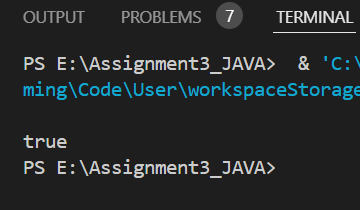 OUTPUT PROBLEMS 7 TERMINAL
PS E:\Assignment3_JAVA>  & 'C:\
ming\Code\User\workspaceStorage
true
PS E:\Assignment3_JAVA>